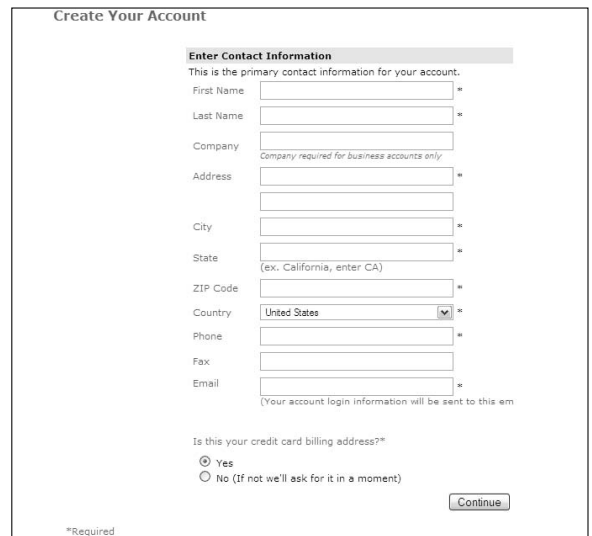 Create Your Account
Enter Contact Information
This is the primary contact information for your account.
First Name *
Last Name *
Company
Company required for business accounts only
Address *
City *
State *
(ex. California, enter CA)
ZIP Code *
Country United States *
Phone *
Fax
Email *
(Your account login information will be sent to this em
Is this your credit card billing address?*
Yes
No (If not we'll ask for it in a moment)
Continue
*Required